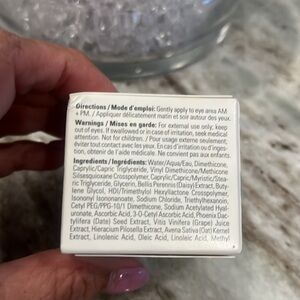 Directions / Mode d'emploi: Gently apply to eye area AM
+ PM. / Appliquer délicatement matin et soir autour des yeux.
Warnings / Mises en garde: For external use only; keep
out of eyes. If swallowed or in case of irritation, seek medical
attention. Not for children. / Pour usage externe seulement;
éviter tout contact avec les yeux. En cas d'irritation ou d'ingestion,
obtenir de l'aide médicale. Ne convient pas aux enfants.
Ingredients / Ingrédients: Water/Aqua/Eau, Dimethicone,
Caprylic/Capric Triglyceride, Vinyl Dimethicone/Methicone
Silsesquioxane Crosspolymer, Caprylic/Capric/Myristic/Stea-
ric Triglyceride, Glycerin, Bellis Perennis (Daisy) Extract, Buty-
lene Glycol, HDI/Trimethylol Hexyllactone Crosspolymer,
Isononyl Isononanoate, Sodium Chloride, Triethylhexanoin,
Cetyl PEG/PPG-10/1 Dimethicone, Sodium Acetylated Hyalu-
ronate, Ascorbic Acid, 3-O-Cetyl Ascorbic Acid, Phoenix Dac-
tylifera (Date) Seed Extract, Vitis Vinifera (Grape) Juice
Extract, Hieracium Pilosella Extract, Avena Sativa (Oat) Kernel
Extract, Linolenic Acid, Oleic Acid, Linoleic Acid, Methyl